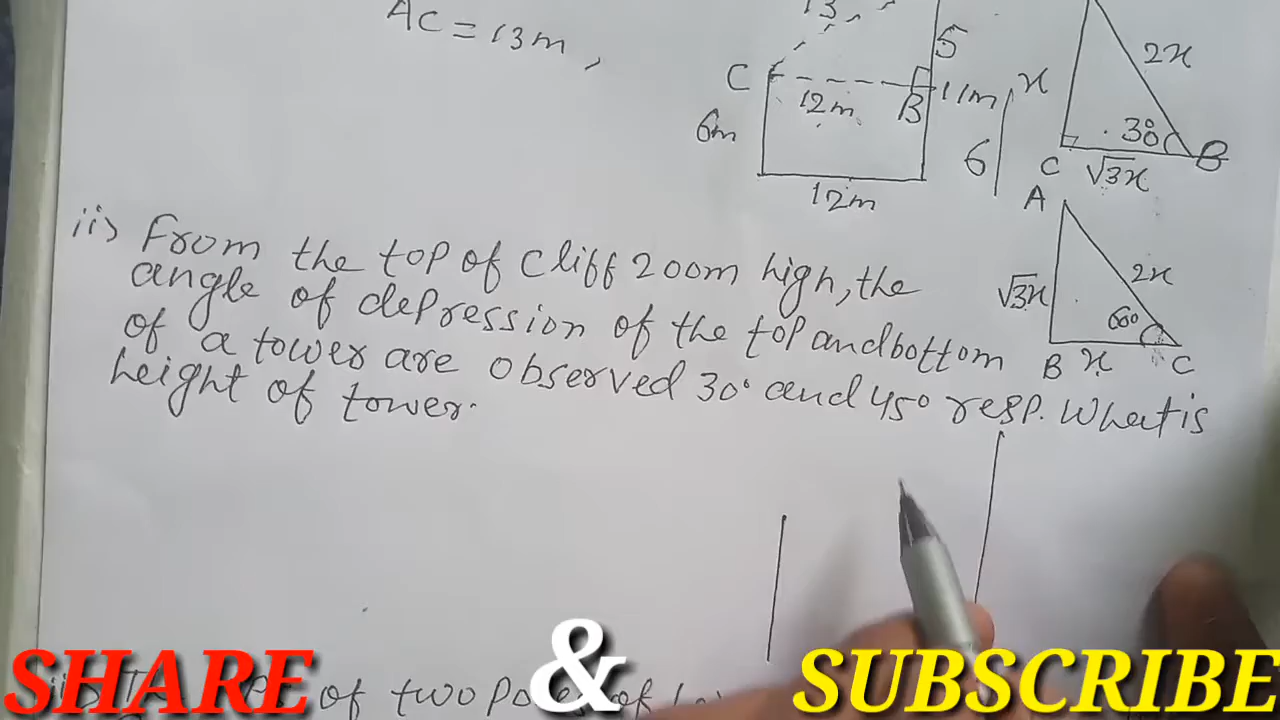 AC = 13m,
13
5
C
12m
B
11m
6m
6
12m
x
2x
30°
C
√3x
B
A
√3x
2x
60°
B
x
C
ii) From the top of cliff 200m high, the
angle of depression of the top and bottom
of a tower are observed 30° and 45° resp. What is
height of tower.
of two poles of
SHARE & SUBSCRIBE